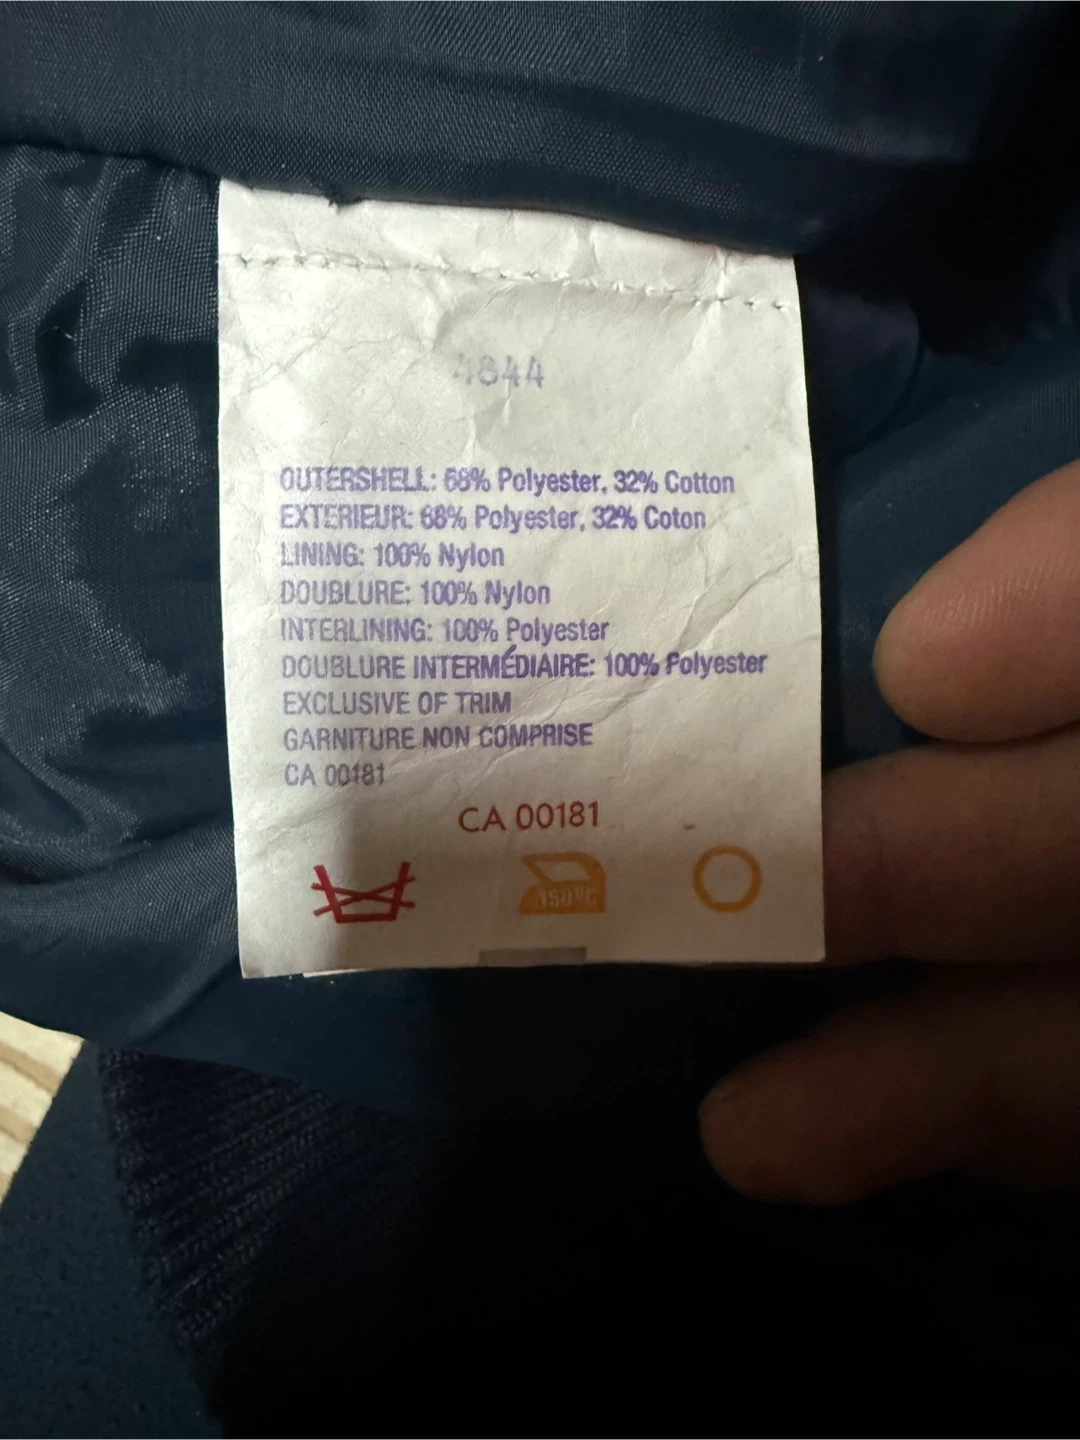 4844
OUTERSHELL: 68% Polyester, 32% Cotton
EXTERIEUR: 68% Polyester, 32% Coton
LINING: 100% Nylon
DOUBLURE: 100% Nylon
INTERLINING: 100% Polyester
DOUBLURE INTERMÉDIAIRE: 100% Polyester
EXCLUSIVE OF TRIM
GARNITURE NON COMPRISE
CA 00181
CA 00181
150°C